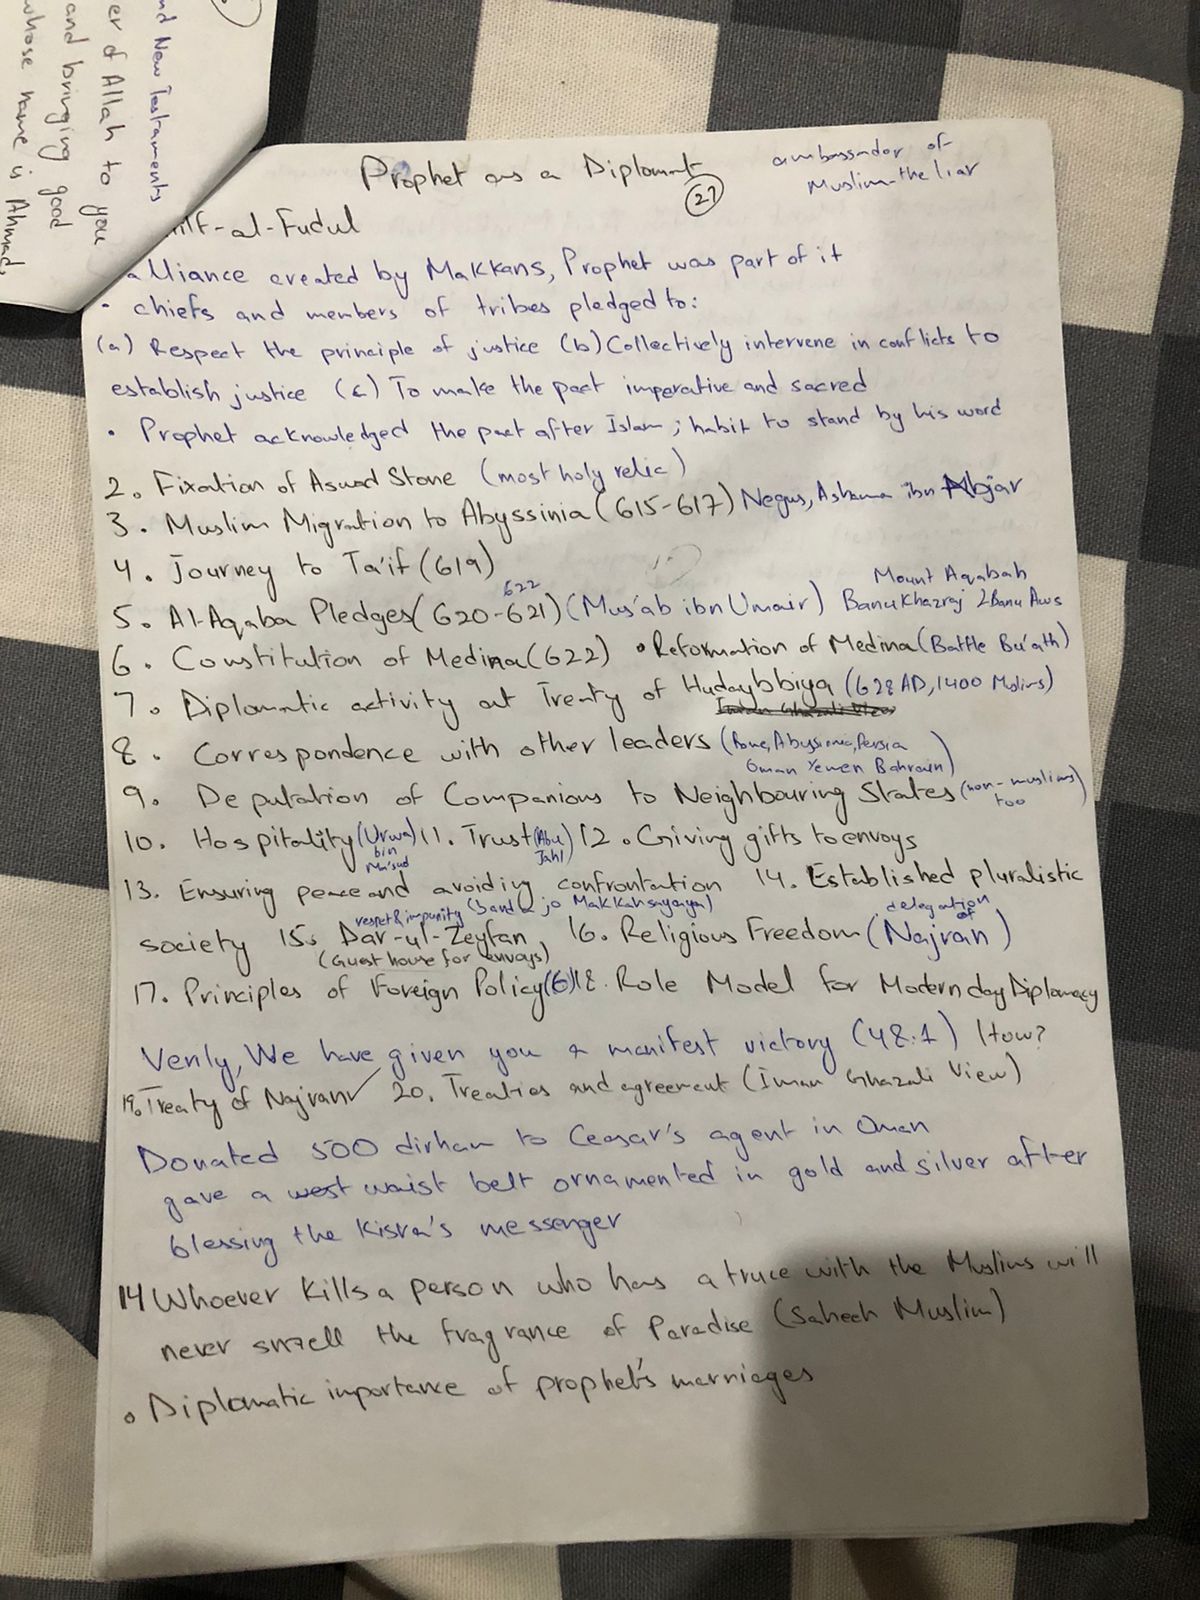 nd New Testaments
er of Allah to you
and bringing good
whose name is Ahmad
Prophet as a Diplomat
27
ambassador of
Muslim-the liar
ilf-al-Fudul
alliance created by Makkans, Prophet was part of it
• chiefs and members of tribes pledged to:
(a) Respect the principle of justice (b) Collectively intervene in conflicts to
establish justice (c) To make the pact imperative and sacred
• Prophet acknowledged the pact after Islam ; habit to stand by his word
2. Fixation of Aswad Stone (most holy relic)
3. Muslim Migration to Abyssinia (615-617) Negus, Ashama ibn Abjar
4. Journey to Ta'if (619)
5. Al-Aqaba Pledges (620-621) 622 (Mus'ab ibn Umair) Mount Aqabah Banu Khazraj & Banu Aws
6. Constitution of Medina (622) • Reformation of Medina (Battle Bu'ath)
7. Diplomatic activity at Treaty of Hudaybbiya (628 AD, 1400 Mslims)
Imam Ghazali View
8. Correspondence with other leaders (Rome, Abyssinia, Persia
Oman Yemen Bahrain)
9. Deputation of Companions to Neighbouring States (non-muslims too)
10. Hospitality (Urwa bin Ma'sud) 11. Trust (Abu Jahl) 12. Giving gifts to envoys
13. Ensuring peace and avoiding confrontation 14. Established pluralistic
(banda jo Makkah say aya)
society 15. Dar-ul-Zeyfan respet & impunity (Guest house for envoys) 16. Religious Freedom (delegation of Najran)
17. Principles of Foreign Policy (6) 18. Role Model for Modern day Diplomacy
Verily, We have given you a manifest victory (48:1) How?
19. Treaty of Najran ✓ 20. Treaties and agreement (Imam Ghazali View)
Donated 500 dirham to Ceasar's agent in Oman
gave a west waist belt ornamented in gold and silver after
blessing the Kisra's messenger
14 Whoever kills a person who has a truce with the Muslims will
never smell the fragrance of Paradise (Saheeh Muslim)
• Diplomatic importance of prophet's marriages